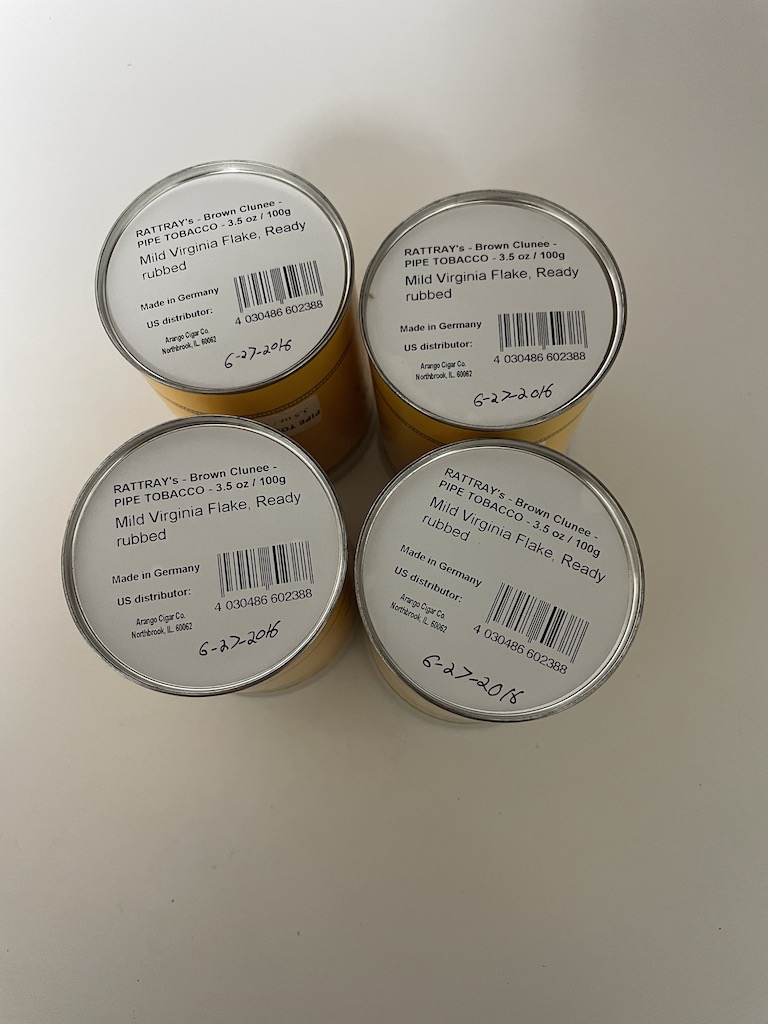 RATTRAY's - Brown Clunee -
PIPE TOBACCO - 3.5 oz / 100g
Mild Virginia Flake, Ready
rubbed
Made in Germany
US distributor:
Arango Cigar Co.
Northbrook, IL. 60062
4 030486 602388
6-27-2016
RATTRAY's - Brown Clunee -
PIPE TOBACCO - 3.5 oz / 100g
Mild Virginia Flake, Ready
rubbed
Made in Germany
US distributor:
Arango Cigar Co.
Northbrook, IL. 60062
4 030486 602388
6-27-2016
PIPE TO
3.5 oz
RATTRAY's - Brown Clunee -
PIPE TOBACCO - 3.5 oz / 100g
Mild Virginia Flake, Ready
rubbed
Made in Germany
US distributor:
Arango Cigar Co.
Northbrook, IL. 60062
4 030486 602388
6-27-2016
RATTRAY's - Brown Clunee -
PIPE TOBACCO - 3.5 oz / 100g
Mild Virginia Flake, Ready
rubbed
Made in Germany
US distributor:
Arango Cigar Co.
Northbrook, IL. 60062
4 030486 602388
6-27-2016